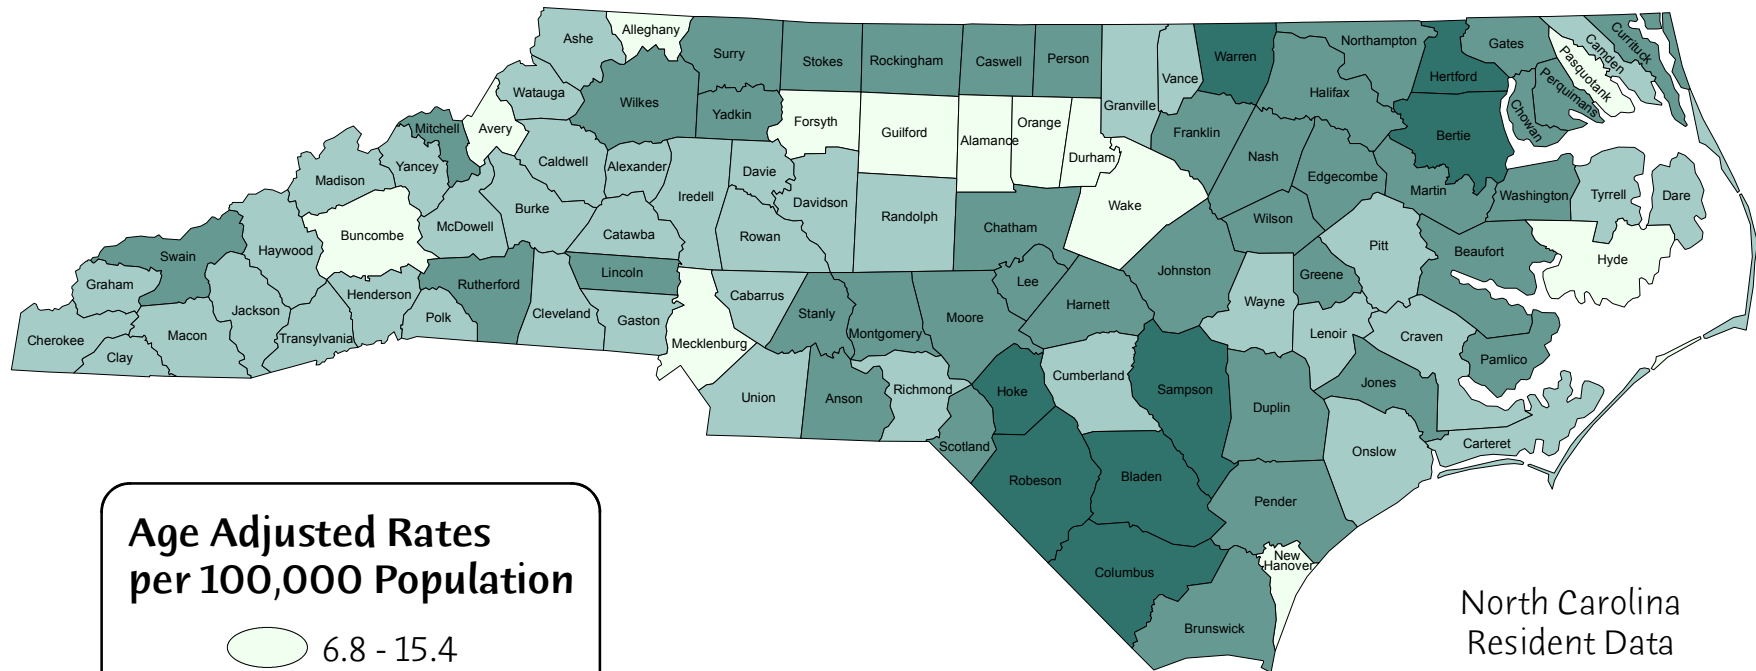 Ashe
Alleghany
Surry
Stokes
Rockingham
Caswell
Person
Granville
Vance
Warren
Northampton
Halifax
Hertford
Gates
Currituck
Camden
Pasquotank
Perquimans
Chowan
Bertie
Watauga
Wilkes
Yadkin
Forsyth
Guilford
Alamance
Orange
Durham
Franklin
Nash
Edgecombe
Martin
Washington
Tyrrell
Dare
Mitchell
Avery
Yancey
Madison
Caldwell
Alexander
Iredell
Davie
Davidson
Randolph
Chatham
Wake
Wilson
Pitt
Beaufort
Hyde
Buncombe
McDowell
Burke
Catawba
Rowan
Swain
Haywood
Graham
Jackson
Henderson
Rutherford
Lincoln
Cabarrus
Stanly
Montgomery
Moore
Lee
Harnett
Johnston
Wayne
Greene
Lenoir
Craven
Pamlico
Cherokee
Clay
Macon
Transylvania
Polk
Cleveland
Gaston
Mecklenburg
Union
Anson
Richmond
Hoke
Cumberland
Sampson
Duplin
Jones
Carteret
Onslow
Scotland
Robeson
Bladen
Pender
Columbus
New
Hanover
Brunswick
Age Adjusted Rates
per 100,000 Population
6.8 - 15.4
North Carolina
Resident Data